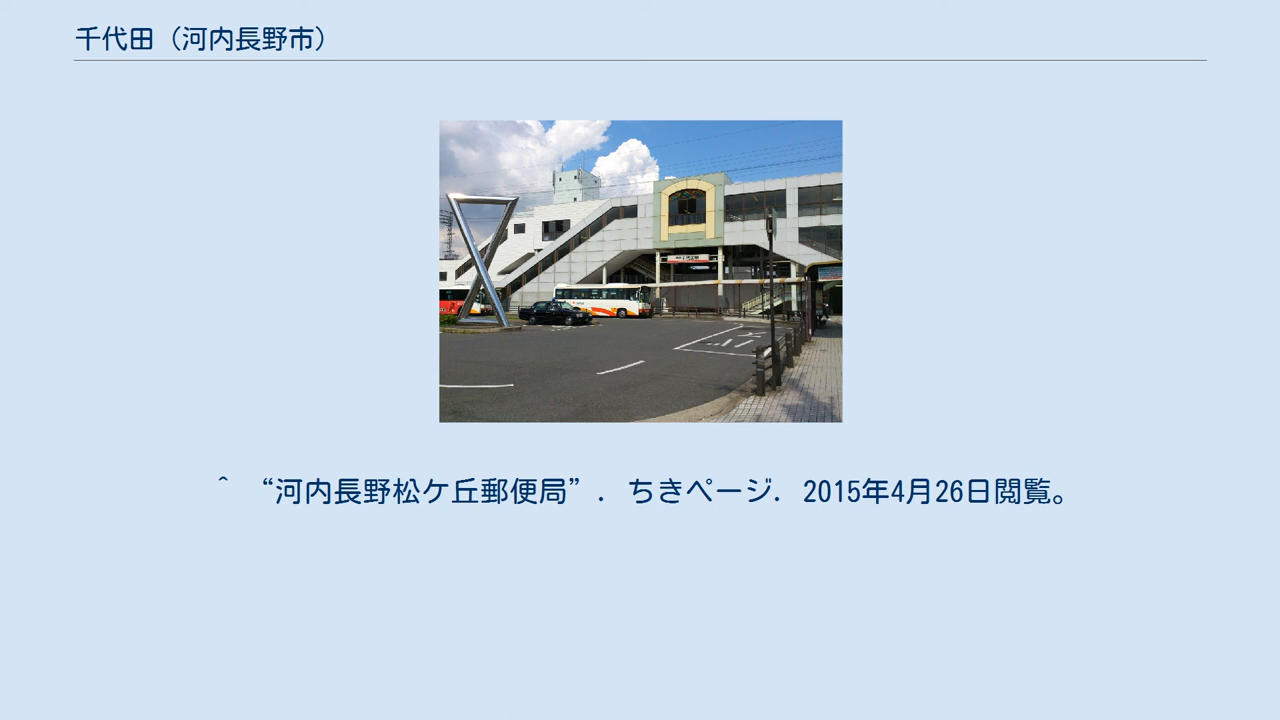 千代田（河内長野市）
^ “河内長野松ケ丘郵便局”. ちきページ. 2015年4月26日閲覧。